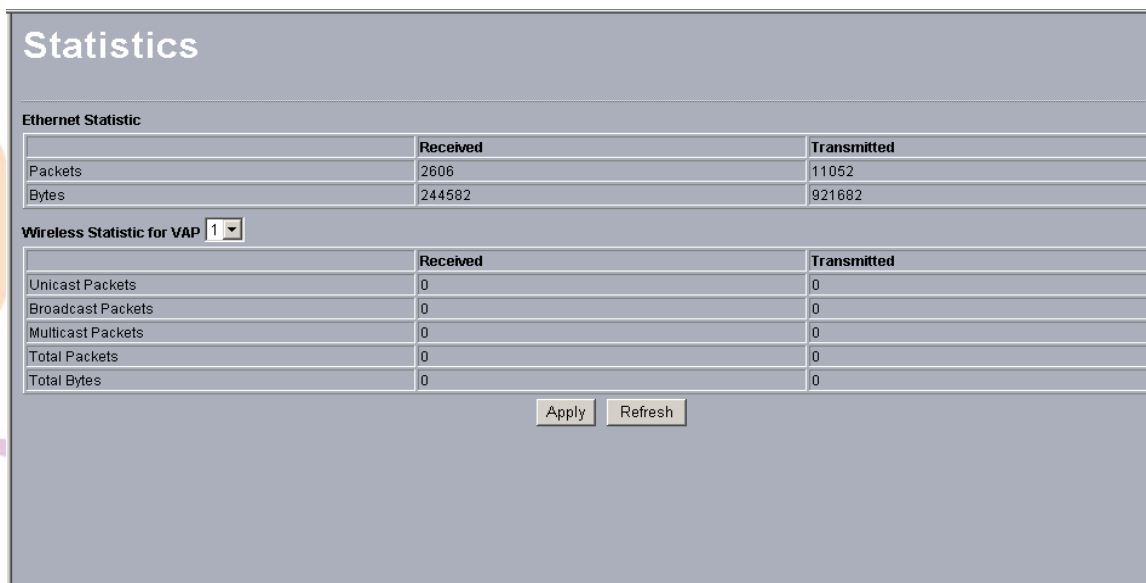 Statistics
Ethernet Statistic
Received Transmitted
Packets 2606 11052
Bytes 244582 921682
Wireless Statistic for VAP 1
Received Transmitted
Unicast Packets 0 0
Broadcast Packets 0 0
Multicast Packets 0 0
Total Packets 0 0
Total Bytes 0 0
Apply Refresh